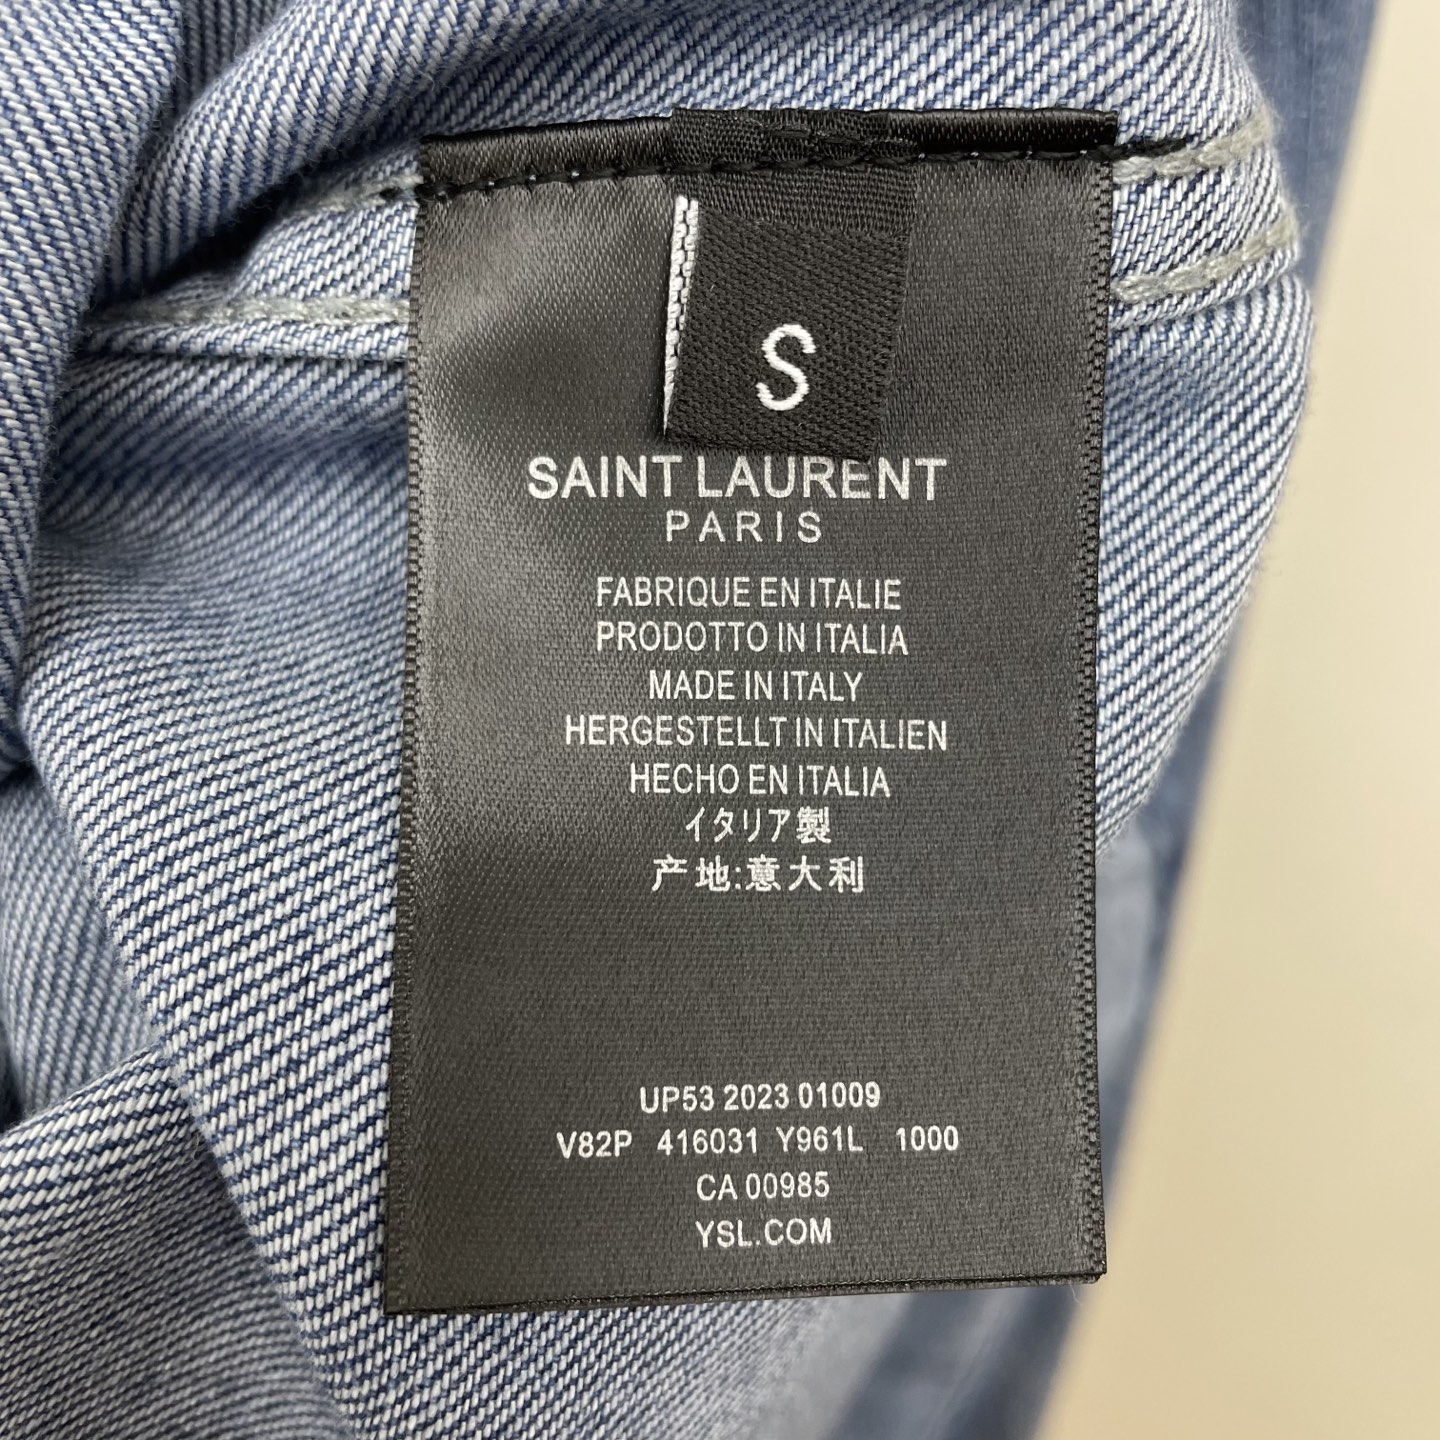 S
SAINT LAURENT
PARIS
FABRIQUE EN ITALIE
PRODOTTO IN ITALIA
MADE IN ITALY
HERGESTELLT IN ITALIEN
HECHO EN ITALIA
イタリア製
产地:意大利
UP53 2023 01009
V82P 416031 Y961L 1000
CA 00985
YSL.COM